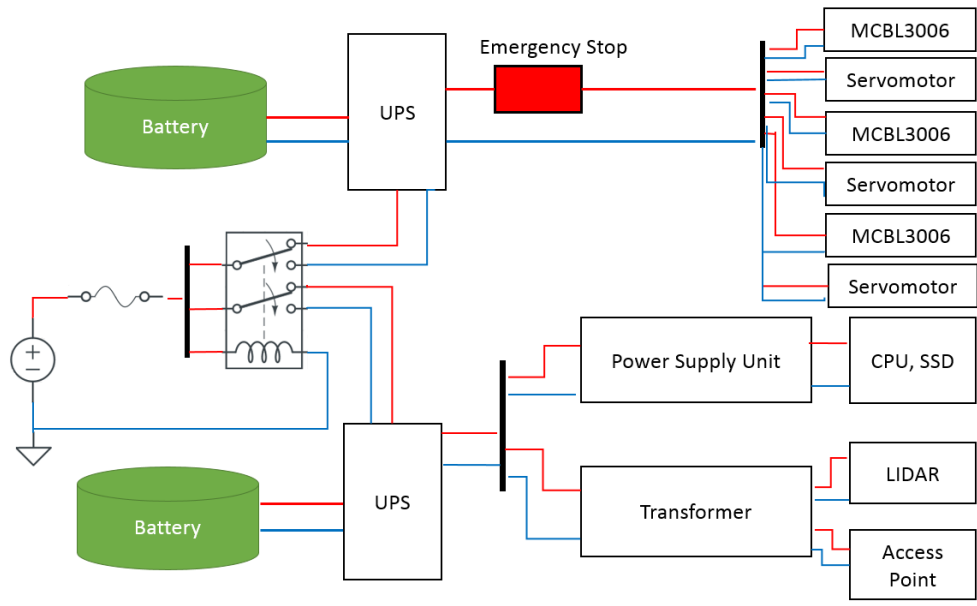 Emergency Stop
Battery
UPS
MCBL3006
Servomotor
MCBL3006
Servomotor
MCBL3006
Servomotor
+
−
Battery
UPS
Power Supply Unit
CPU, SSD
Transformer
LIDAR
Access
Point